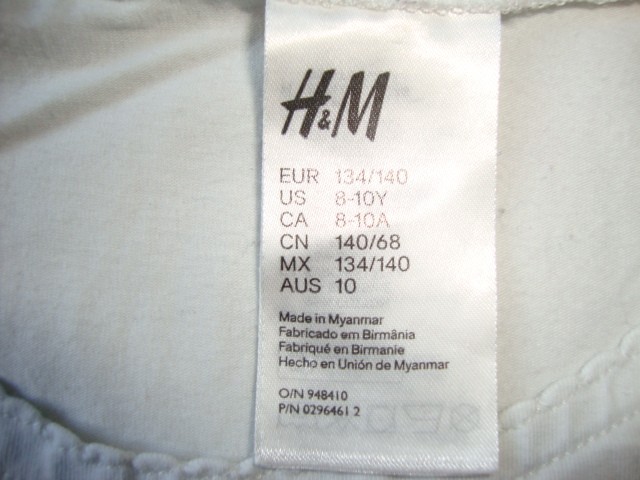 H&M
EUR 134/140
US 8-10Y
CA 8-10A
CN 140/68
MX 134/140
AUS 10
Made in Myanmar
Fabricado em Birmânia
Fabriqué en Birmanie
Hecho en Unión de Myanmar
O/N 948410
P/N 0296461 2